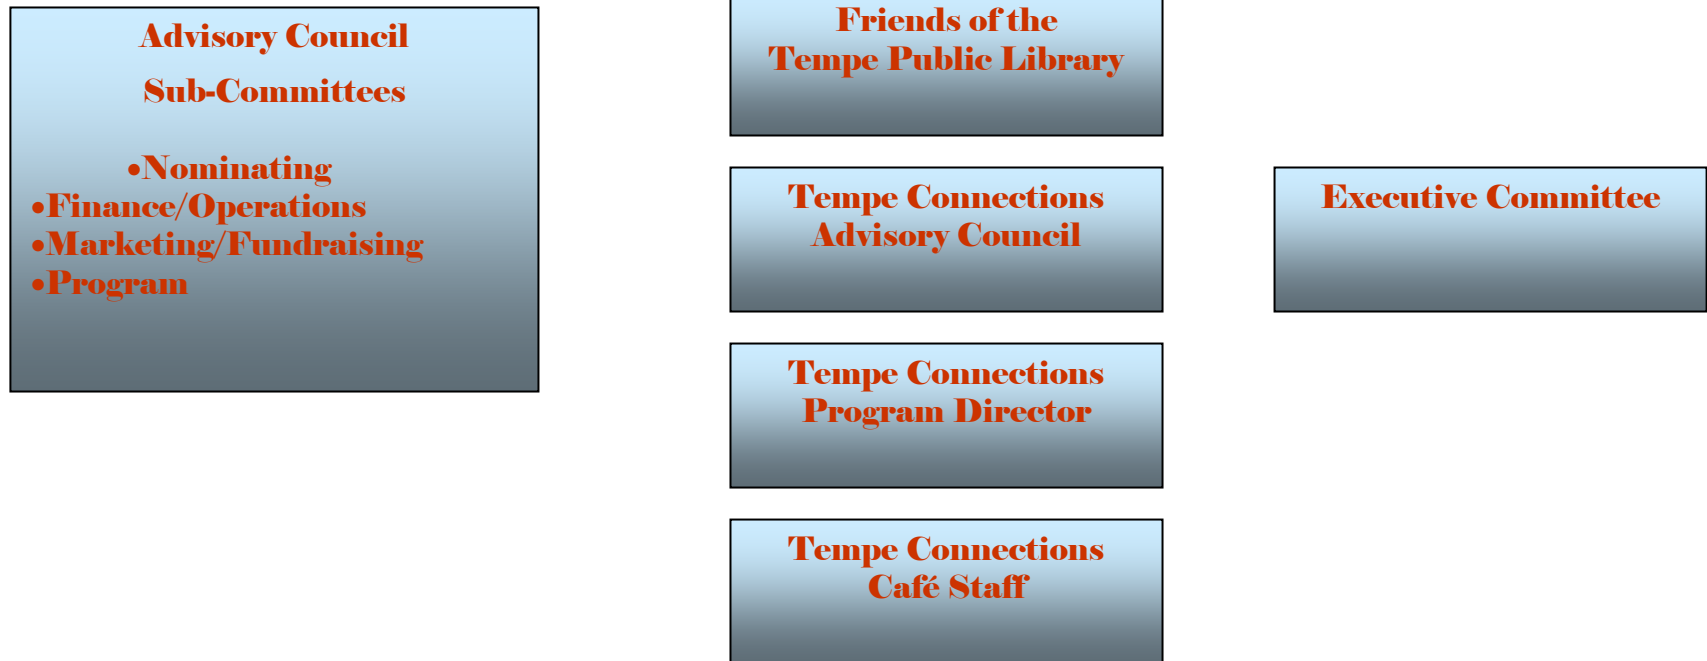 Advisory Council
Sub-Committees
•Nominating
•Finance/Operations
•Marketing/Fundraising
•Program
Friends of the
Tempe Public Library
Tempe Connections
Advisory Council
Executive Committee
Tempe Connections
Program Director
Tempe Connections
Café Staff